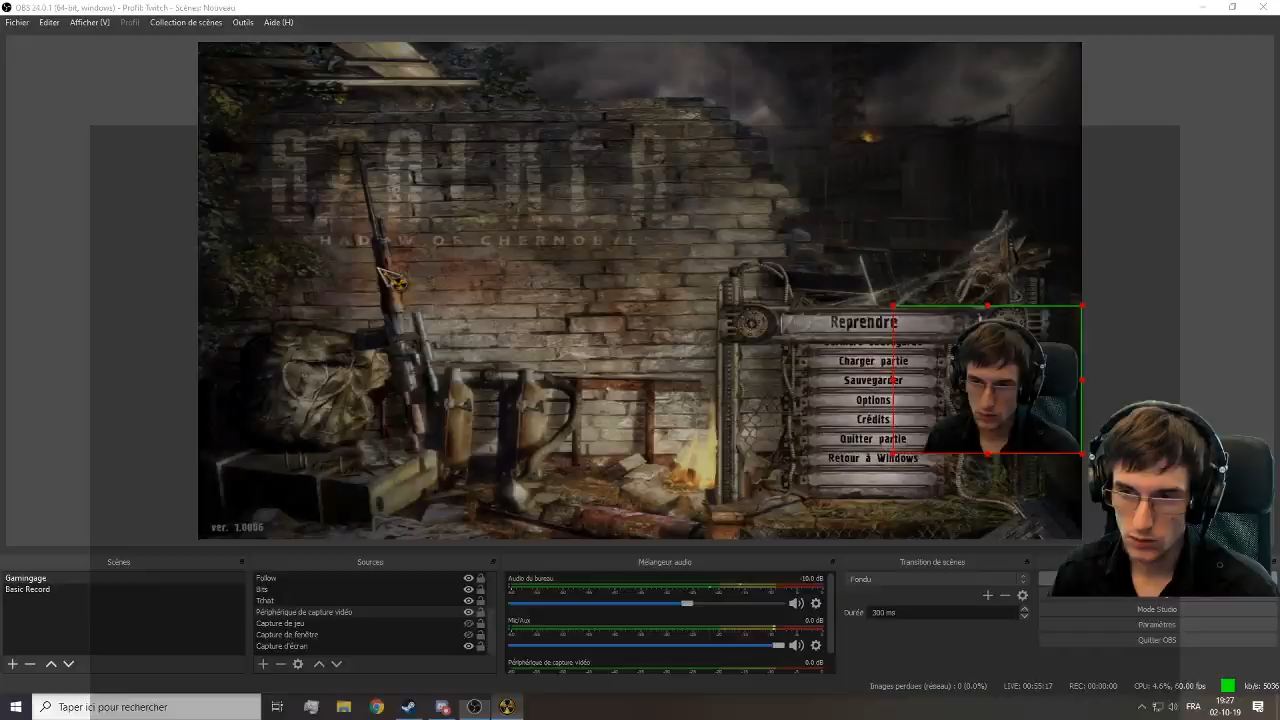 OBS 24.0.1 (64-bit, windows) - Profil: Twitch - Scènes: Nouveau
Fichier Editer Afficher (V) Profil Collection de scènes Outils Aide (H)
STALKER
SHADOW OF CHERNOBYL
Reprendre
Charger partie
Sauvegarder
Options
Crédits
Quitter partie
Retour à Windows
ver. 1.0006
Scènes
Gamingage
Basic Record
Sources
Follow
Bits
Tchat
Périphérique de capture vidéo
Capture de jeu
Capture de fenêtre
Capture d'écran
Mélangeur audio
Audio du bureau -10.0 dB
Mic/Aux 0.0 dB
Périphérique de capture vidéo 0.0 dB
Transition de scènes
Fondu
Durée 300 ms
Mode Studio
Paramètres
Quitter OBS
Images perdues (réseau) : 0 (0.0%) LIVE: 00:55:17 REC: 00:00:00 CPU: 4.6%, 60.00 fps kb/s: 5036
Taper ici pour rechercher
FRA
19:27
02-10-19